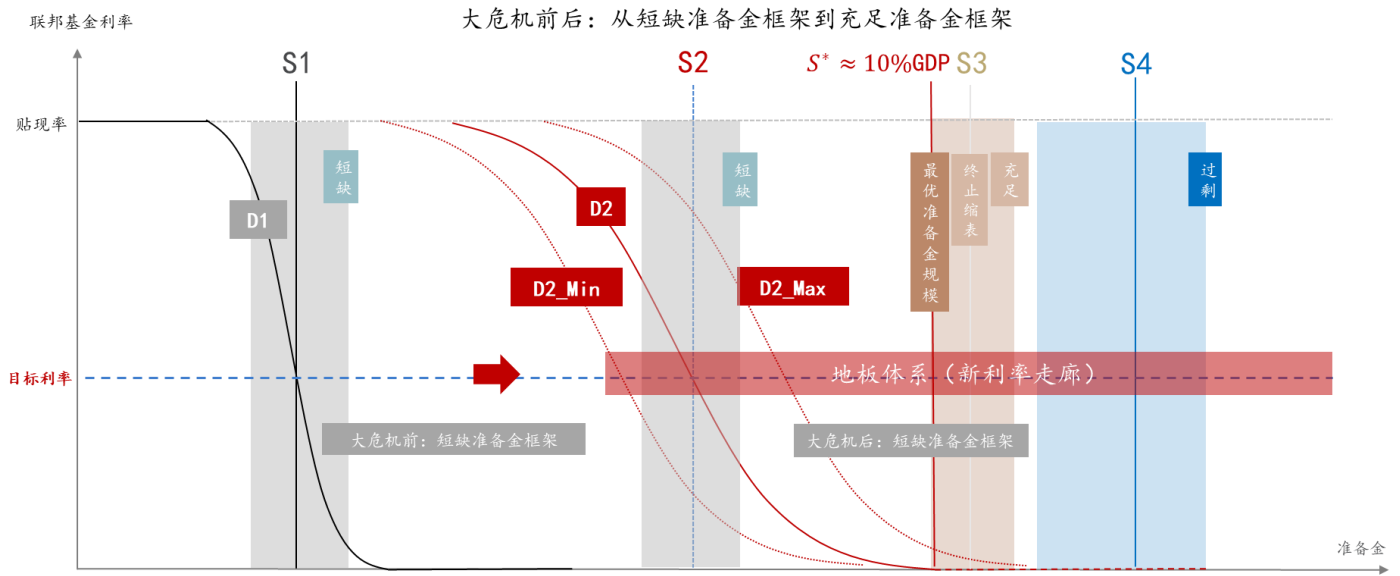 大危机前后：从短缺准备金框架到充足准备金框架
联邦基金利率
S1
S2
S* ≈ 10%GDP
S3
S4
贴现率
短缺
短缺
最优准备金规模
终止缩表
充足
过剩
D1
D2
D2_Min
D2_Max
目标利率
地板体系（新利率走廊）
大危机前：短缺准备金框架
大危机后：短缺准备金框架
准备金